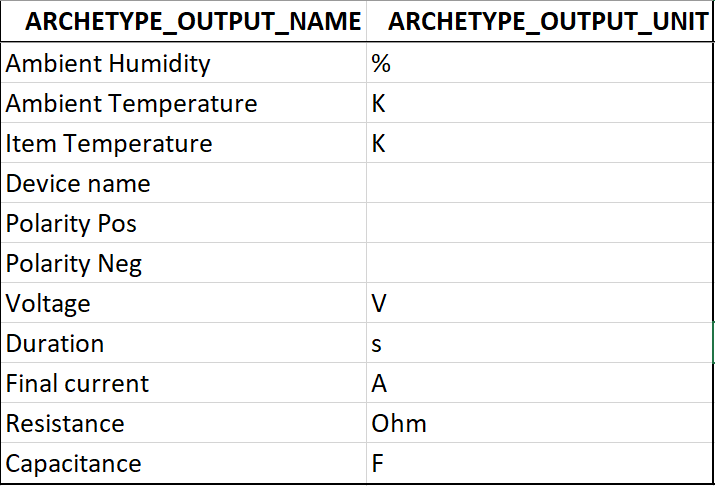 ARCHETYPE_OUTPUT_NAME ARCHETYPE_OUTPUT_UNIT
Ambient Humidity %
Ambient Temperature K
Item Temperature K
Device name
Polarity Pos
Polarity Neg
Voltage V
Duration s
Final current A
Resistance Ohm
Capacitance F